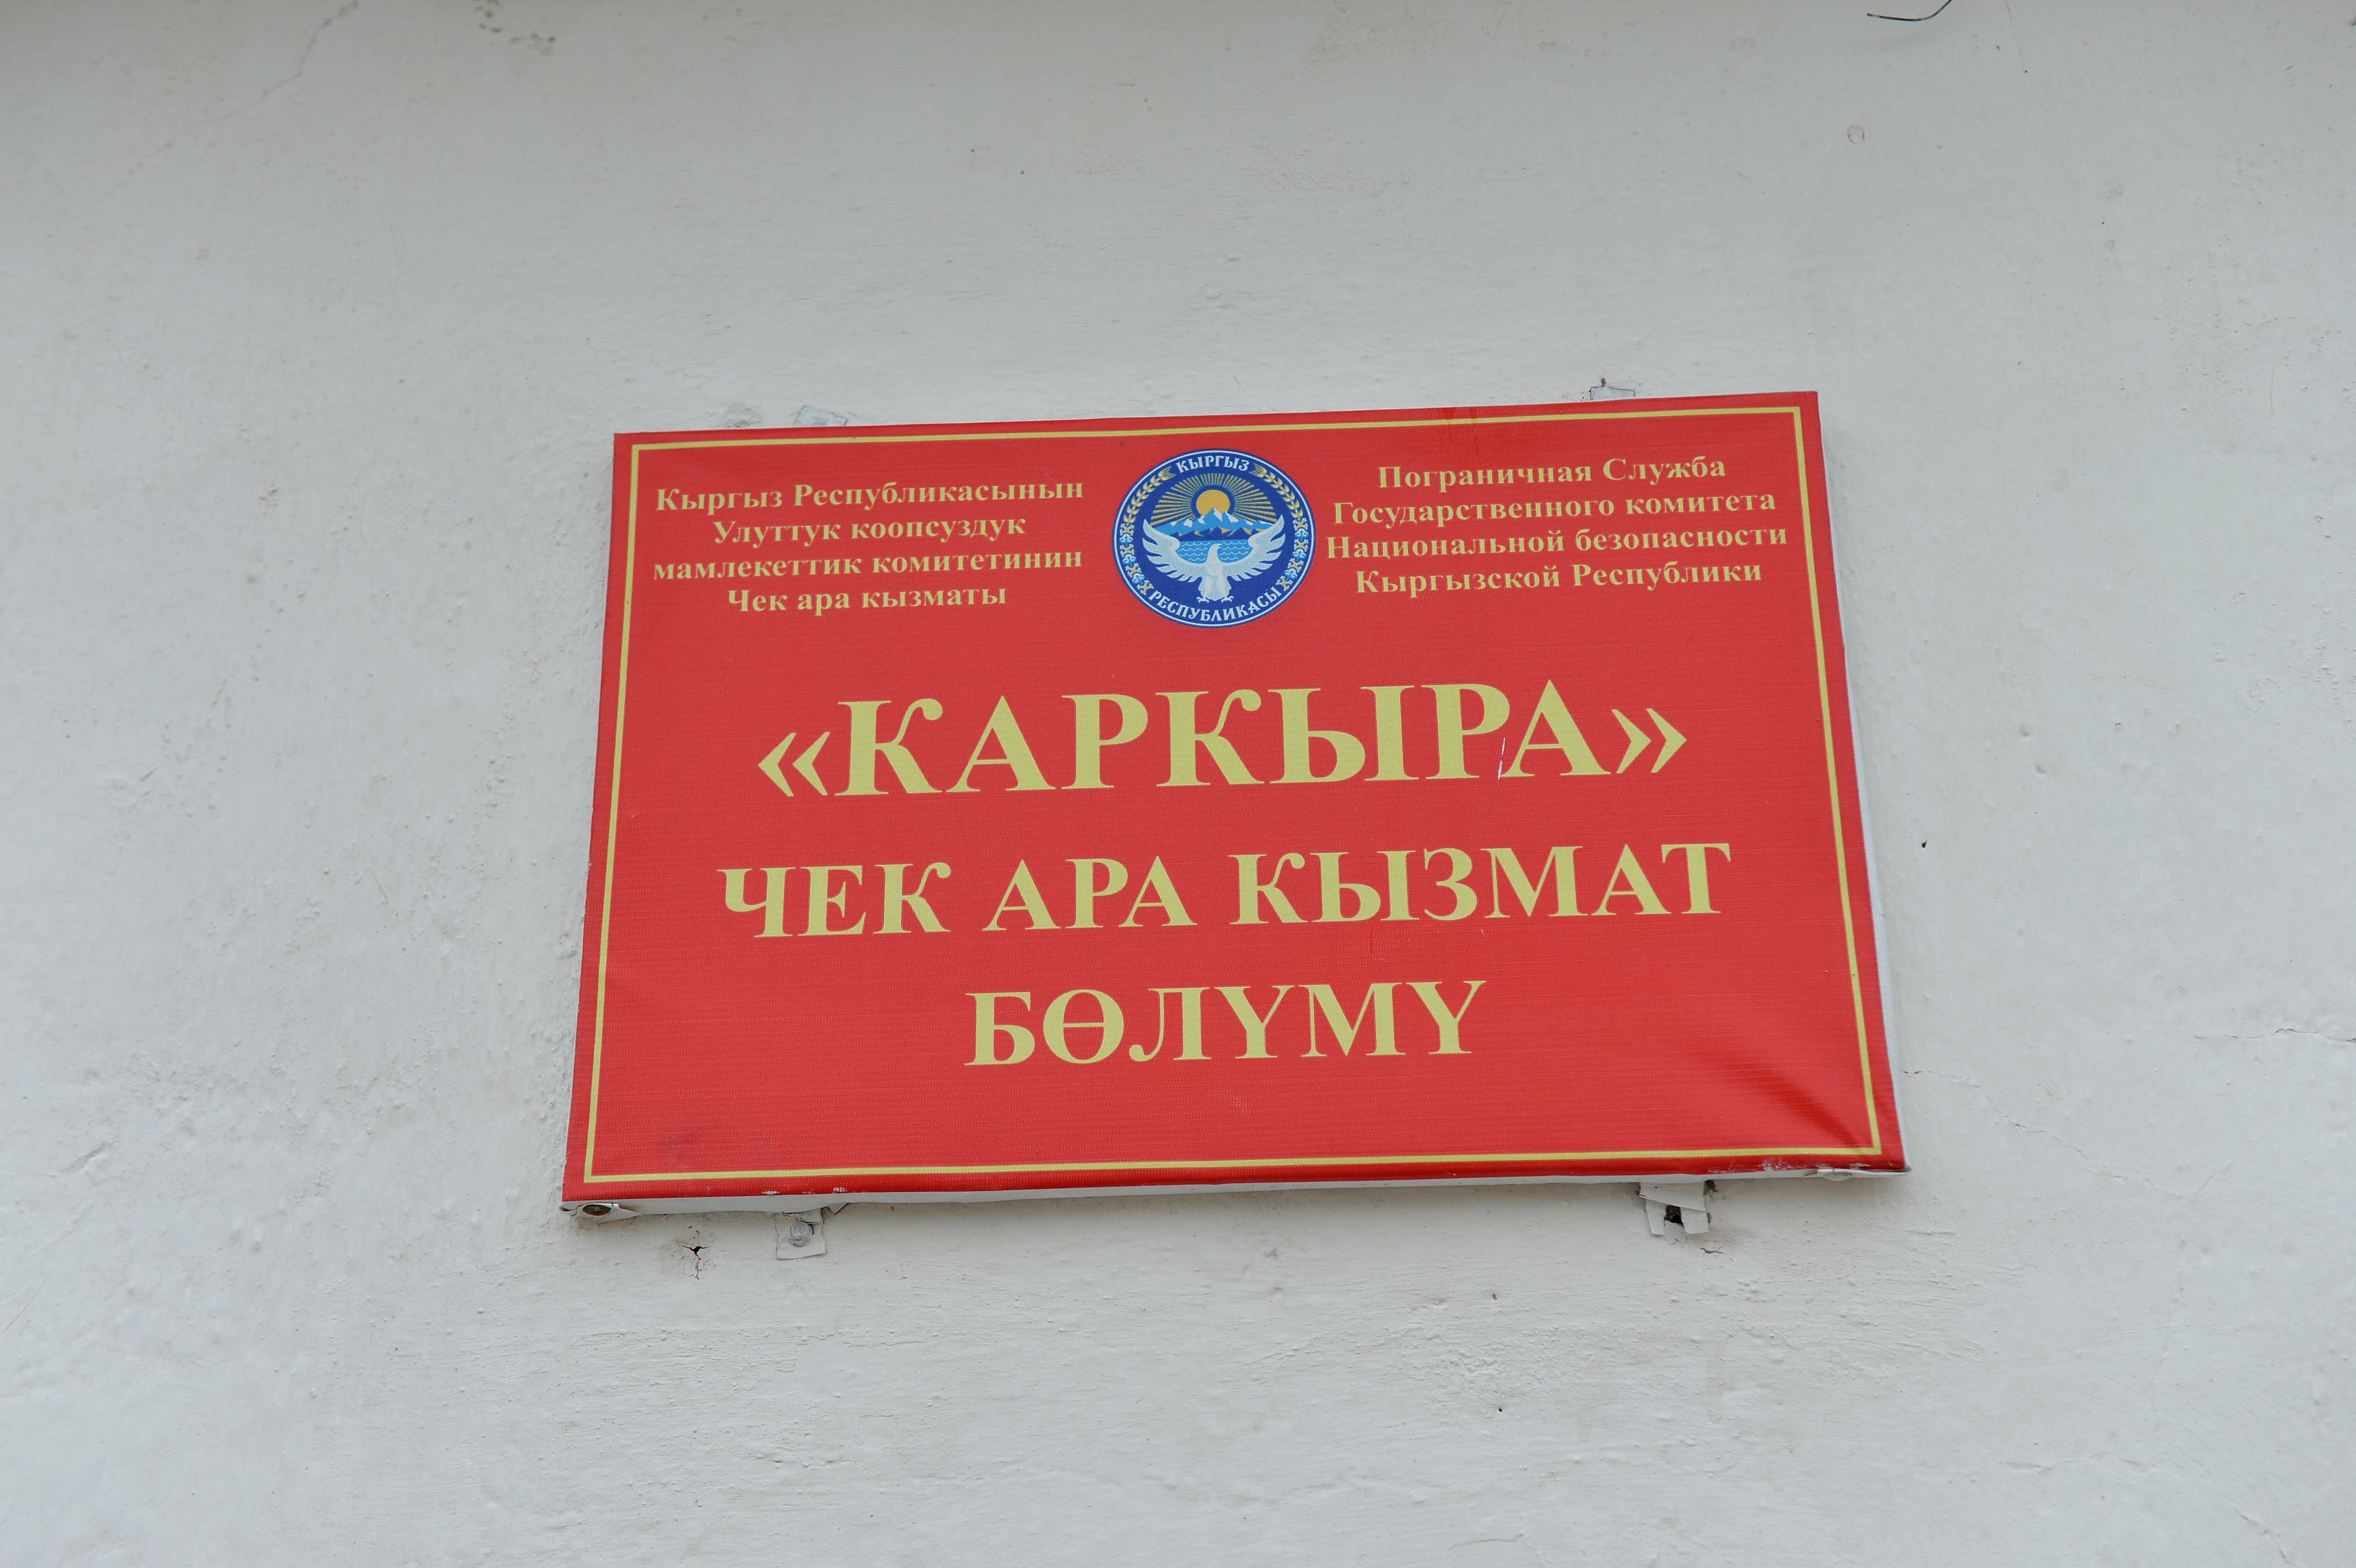 Кыргыз Республикасынын
Улуттук коопсуздук
мамлекеттик комитетинин
Чек ара кызматы
КЫРГЫЗ
РЕСПУБЛИКАСЫ
Пограничная Служба
Государственного комитета
Национальной безопасности
Кыргызской Республики
«КАРКЫРА»
ЧЕК АРА КЫЗМАТ
БӨЛҮМҮ